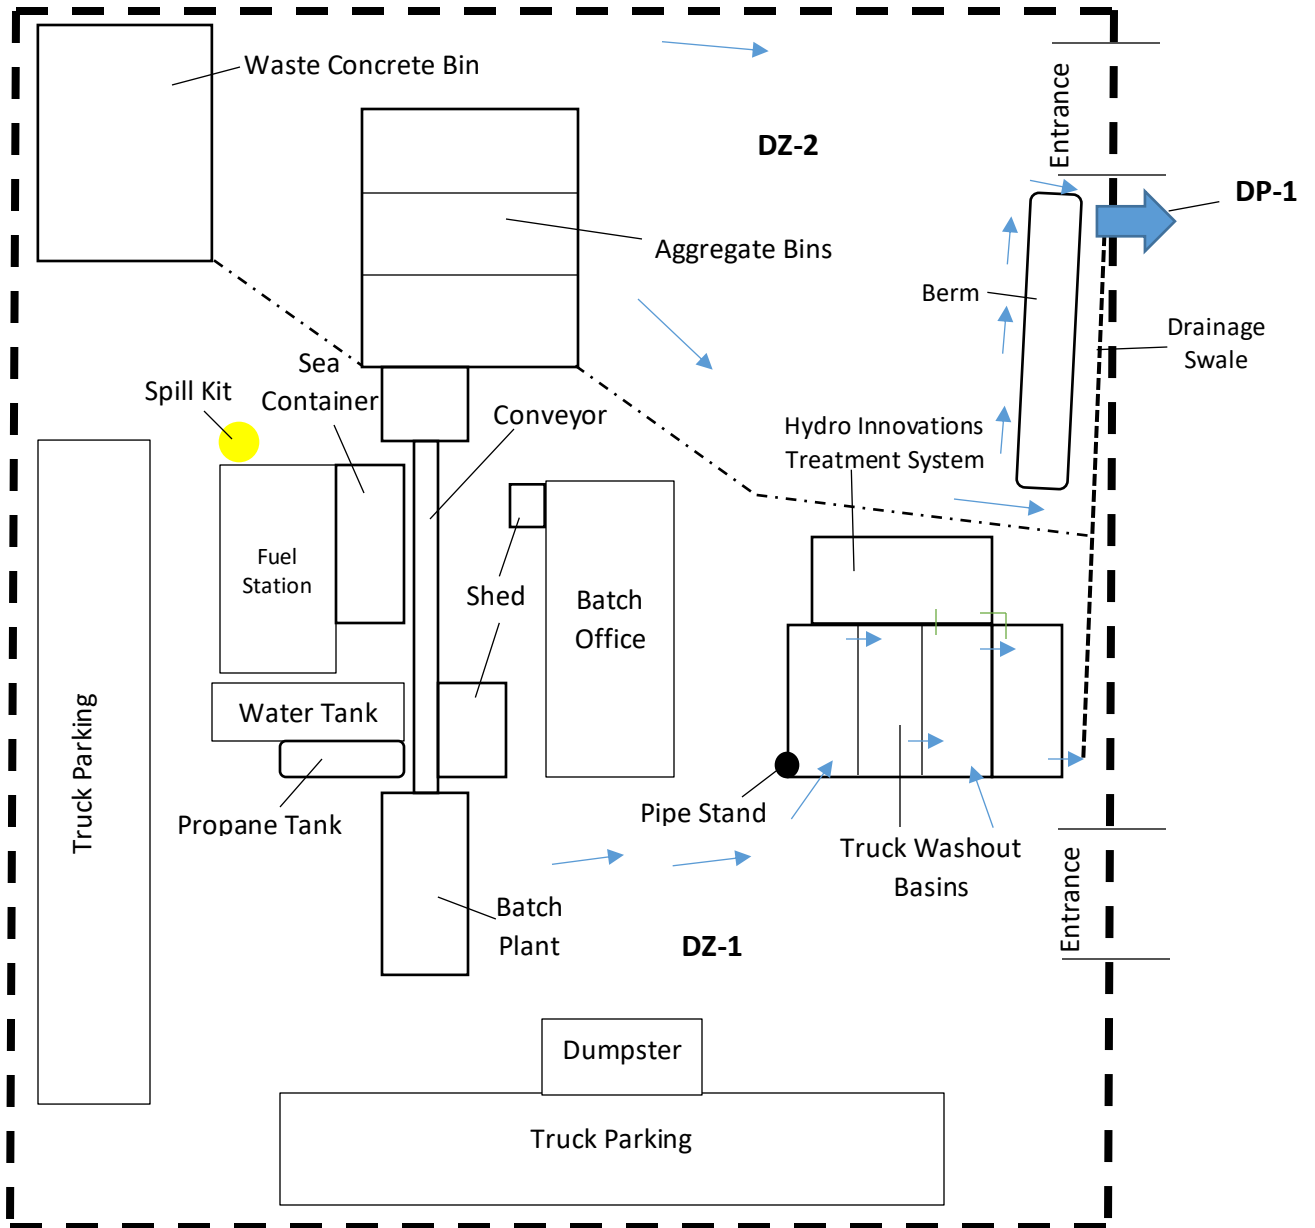 Waste Concrete Bin
Entrance
DZ-2
DP-1
Aggregate Bins
Berm
Drainage
Swale
Sea
Container
Spill Kit
Conveyor
Hydro Innovations
Treatment System
Fuel
Station
Shed
Batch
Office
Truck Parking
Water Tank
Propane Tank
Pipe Stand
Truck Washout
Basins
Entrance
Batch
Plant
DZ-1
Dumpster
Truck Parking